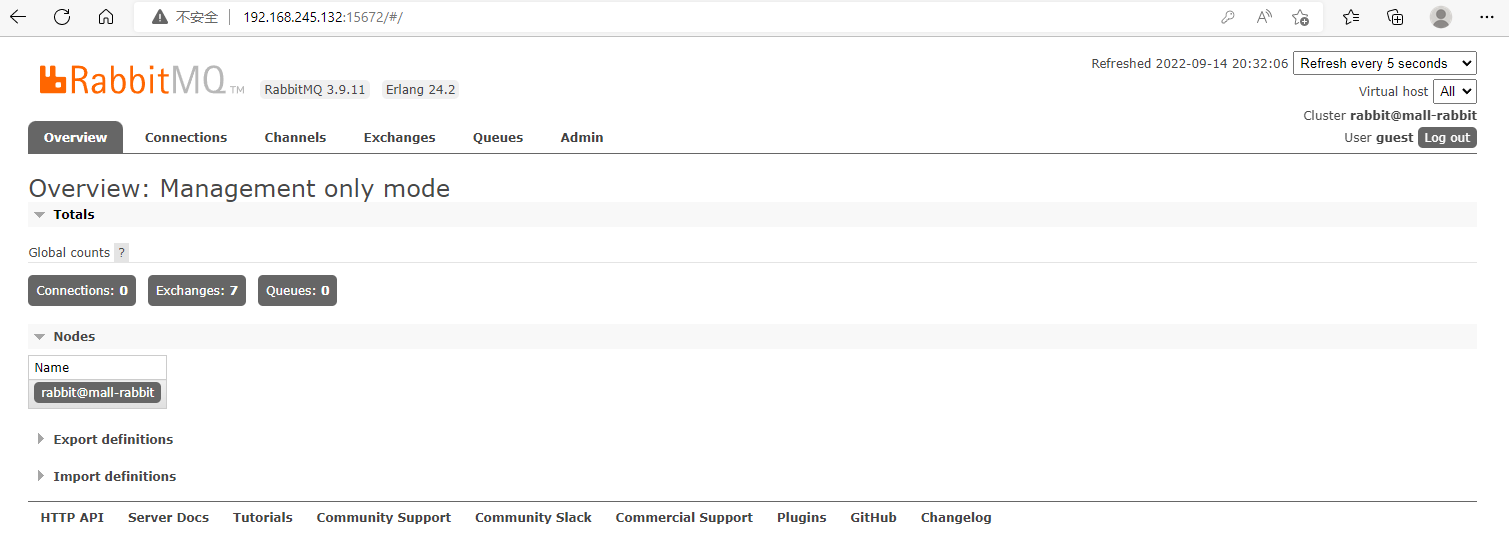 不安全 192.168.245.132:15672/#/
Refreshed 2022-09-14 20:32:06 Refresh every 5 seconds
RabbitMQ TM RabbitMQ 3.9.11 Erlang 24.2
Virtual host All
Cluster rabbit@mall-rabbit
User guest Log out
Overview Connections Channels Exchanges Queues Admin
Overview: Management only mode
Totals
Global counts ?
Connections: 0 Exchanges: 7 Queues: 0
Nodes
Name
rabbit@mall-rabbit
Export definitions
Import definitions
HTTP API Server Docs Tutorials Community Support Community Slack Commercial Support Plugins GitHub Changelog